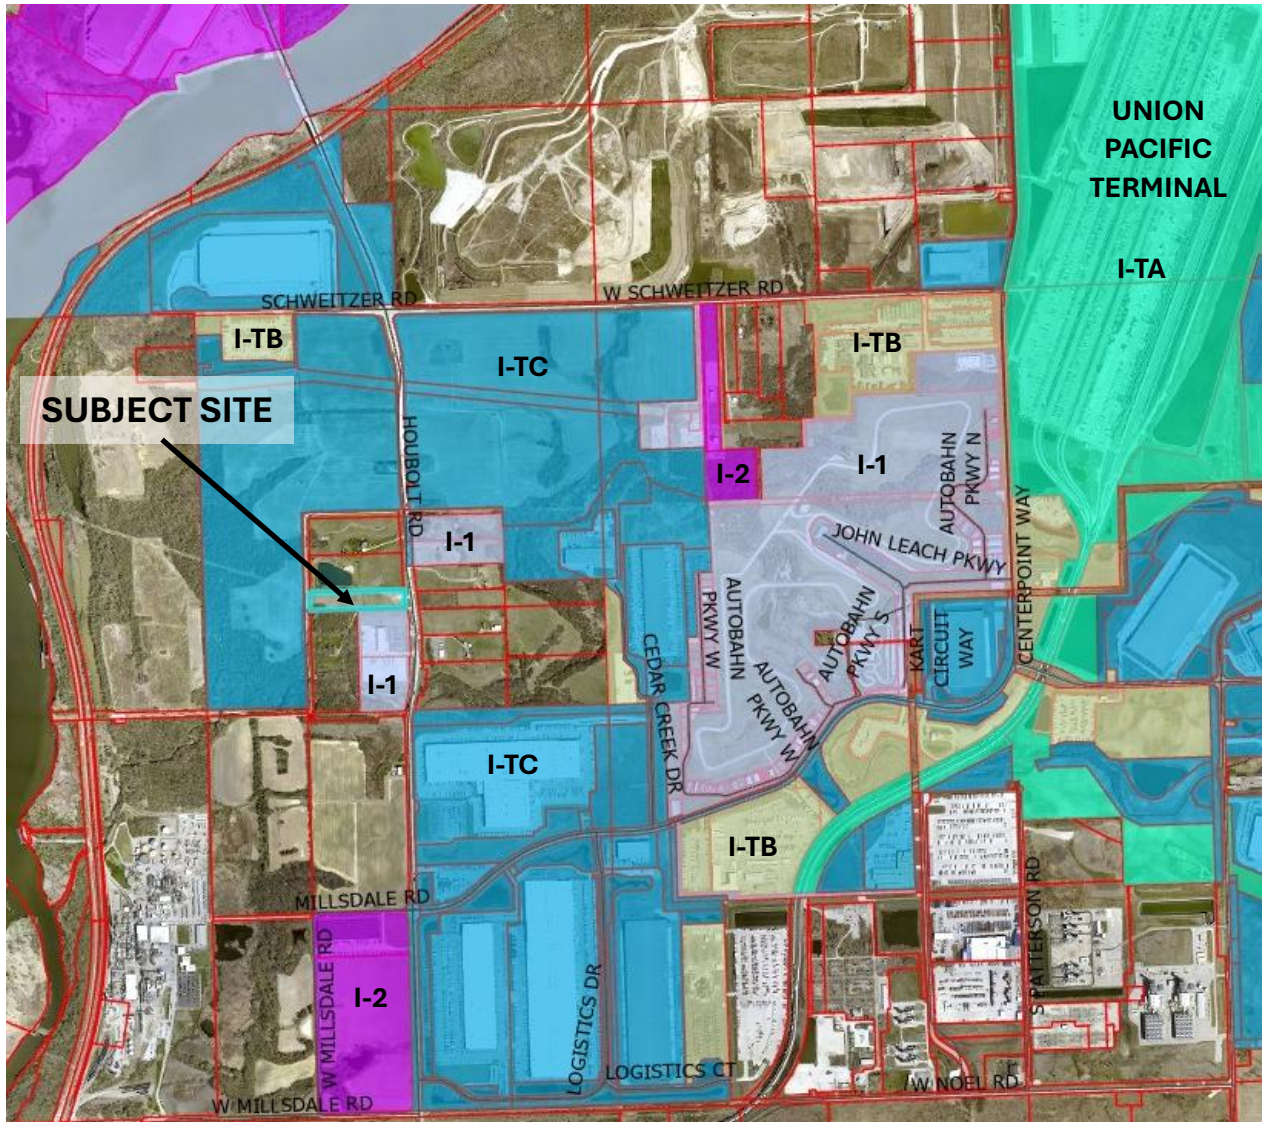 UNION
PACIFIC
TERMINAL
I-TA
SCHWEITZER RD
W SCHWEITZER RD
I-TB
I-TC
I-TB
SUBJECT SITE
HOUBOLT RD
I-2
I-1
AUTOBAHN
PKWY N
I-1
JOHN LEACH PKWY
CENTERPOINT WAY
AUTOBAHN
PKWY W
AUTOBAHN
PKWY S
KART
CIRCUIT
WAY
CEDAR CREEK DR
AUTOBAHN
PKWY W
I-1
I-TC
I-TB
MILLSDALE RD
S PATTERSON RD
W MILLSDALE RD
I-2
LOGISTICS DR
LOGISTICS CT
W NOEL RD
W MILLSDALE RD